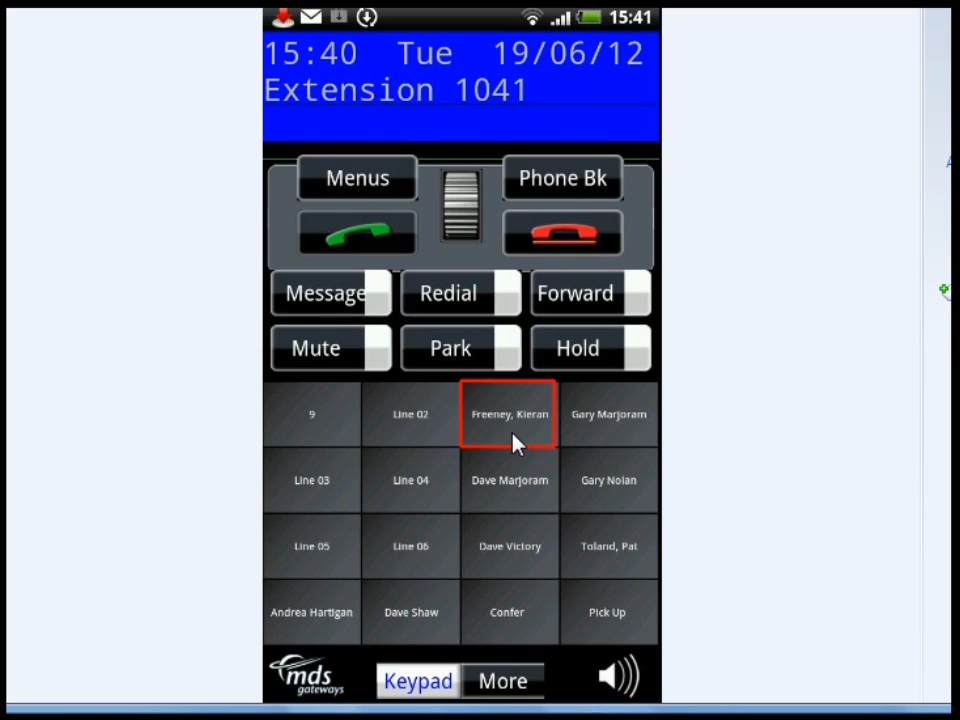 15:41
15:40 Tue 19/06/12
Extension 1041
Menus Phone Bk
Message Redial Forward
Mute Park Hold
9 Line 02 Freeney, Kieran Gary Marjoram
Line 03 Line 04 Dave Marjoram Gary Nolan
Line 05 Line 06 Dave Victory Toland, Pat
Andrea Hartigan Dave Shaw Confer Pick Up
mds
gateways
Keypad More